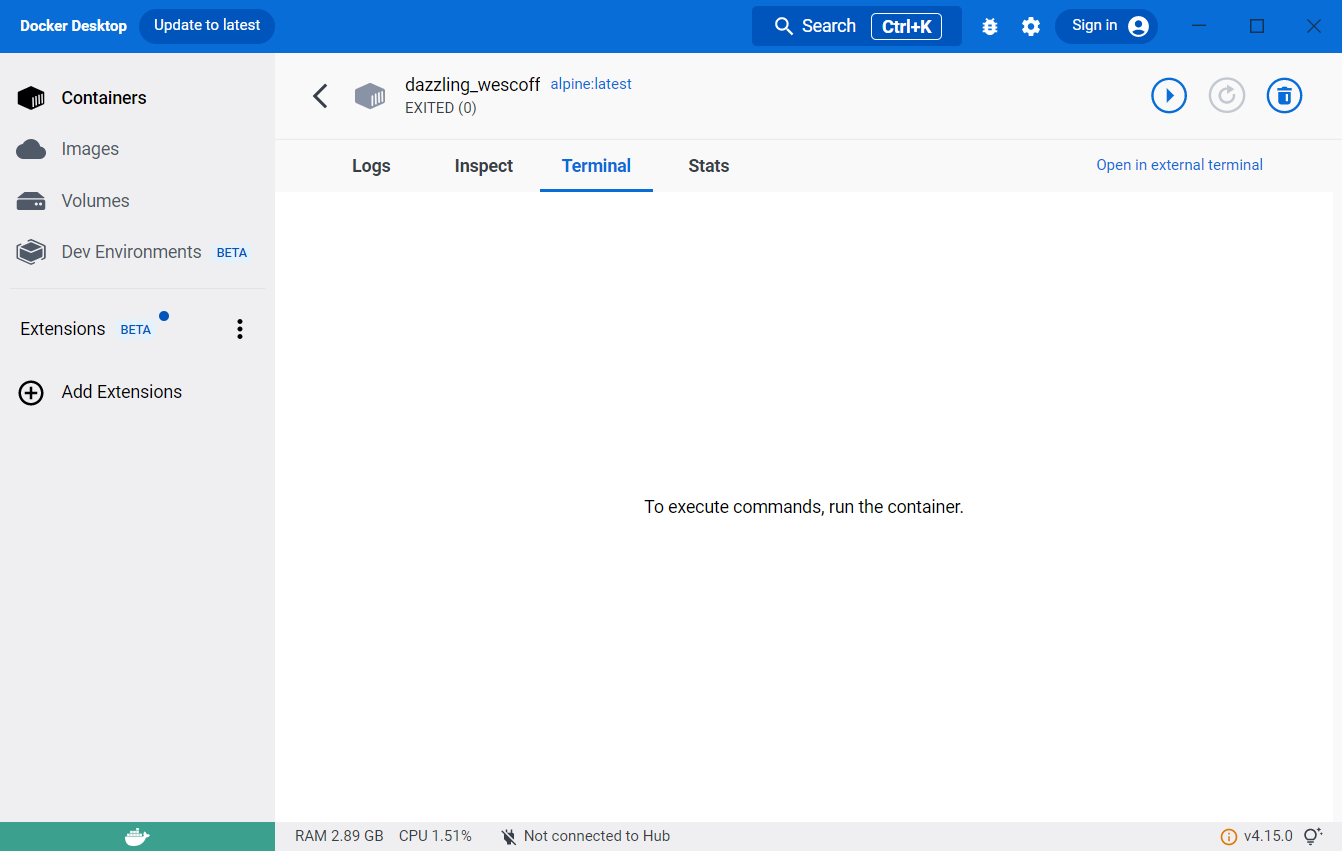 Docker Desktop Update to latest Search Ctrl+K Sign in
Containers
Images
Volumes
Dev Environments BETA
Extensions BETA
Add Extensions
dazzling_wescoff alpine:latest
EXITED (0)
Logs Inspect Terminal Stats Open in external terminal
To execute commands, run the container.
RAM 2.89 GB CPU 1.51% Not connected to Hub v4.15.0